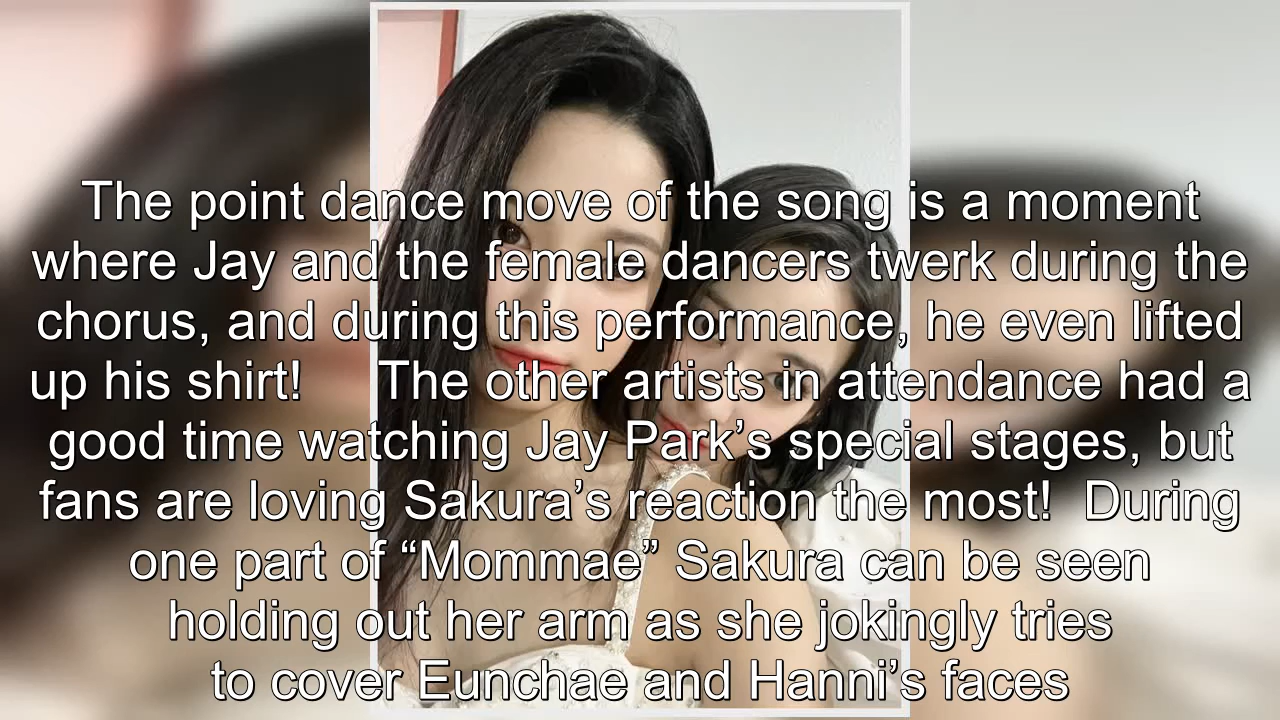 The point dance move of the song is a moment
where Jay and the female dancers twerk during the
chorus, and during this performance, he even lifted
up his shirt!     The other artists in attendance had a
good time watching Jay Park’s special stages, but
fans are loving Sakura’s reaction the most!  During
one part of “Mommae” Sakura can be seen
holding out her arm as she jokingly tries
to cover Eunchae and Hanni’s faces